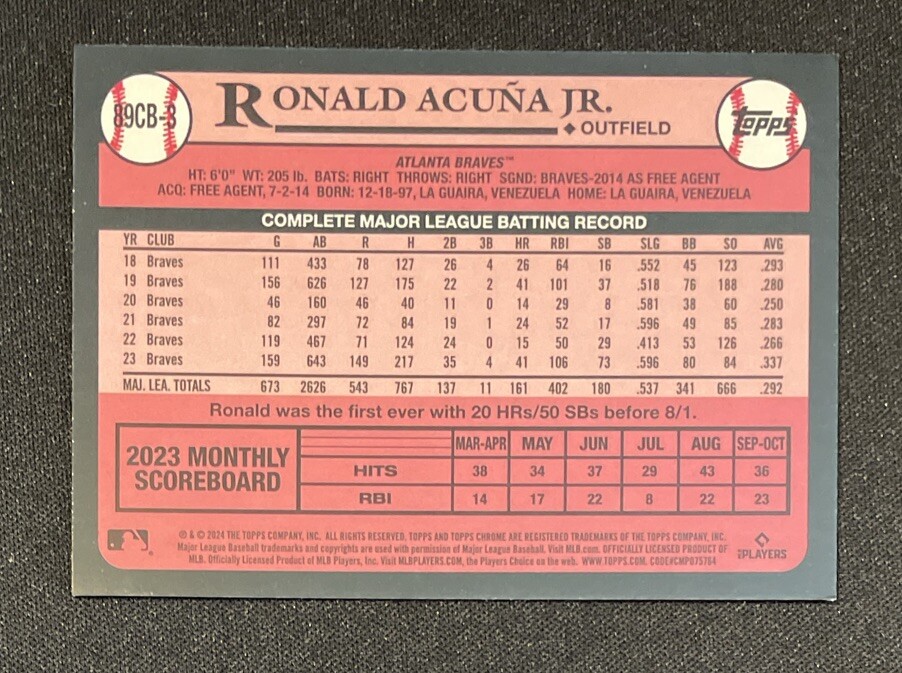 89CB-3
RONALD ACUÑA JR.
◆ OUTFIELD
Topps
ATLANTA BRAVES™
HT: 6'0" WT: 205 lb. BATS: RIGHT THROWS: RIGHT SGND: BRAVES-2014 AS FREE AGENT
ACQ: FREE AGENT, 7-2-14 BORN: 12-18-97, LA GUAIRA, VENEZUELA HOME: LA GUAIRA, VENEZUELA
COMPLETE MAJOR LEAGUE BATTING RECORD
YR CLUB G AB R H 2B 3B HR RBI SB SLG BB SO AVG
18 Braves 111 433 78 127 26 4 26 64 16 .552 45 123 .293
19 Braves 156 626 127 175 22 2 41 101 37 .518 76 188 .280
20 Braves 46 160 46 40 11 0 14 29 8 .581 38 60 .250
21 Braves 82 297 72 84 19 1 24 52 17 .596 49 85 .283
22 Braves 119 467 71 124 24 0 15 50 29 .413 53 126 .266
23 Braves 159 643 149 217 35 4 41 106 73 .596 80 84 .337
MAJ. LEA. TOTALS 673 2626 543 767 137 11 161 402 180 .537 341 666 .292
Ronald was the first ever with 20 HRs/50 SBs before 8/1.
2023 MONTHLY
SCOREBOARD
MAR-APR MAY JUN JUL AUG SEP-OCT
HITS 38 34 37 29 43 36
RBI 14 17 22 8 22 23
® & © 2024 THE TOPPS COMPANY, INC. ALL RIGHTS RESERVED. TOPPS AND TOPPS CHROME ARE REGISTERED TRADEMARKS OF THE TOPPS COMPANY, INC.
Major League Baseball trademarks and copyrights are used with permission of Major League Baseball. Visit MLB.com. OFFICIALLY LICENSED PRODUCT OF
MLB. Officially Licensed Product of MLB Players, Inc. Visit MLBPLAYERS.COM, the Players Choice on the web. WWW.TOPPS.COM. CODE#CMP075764
MLBPLAYERS